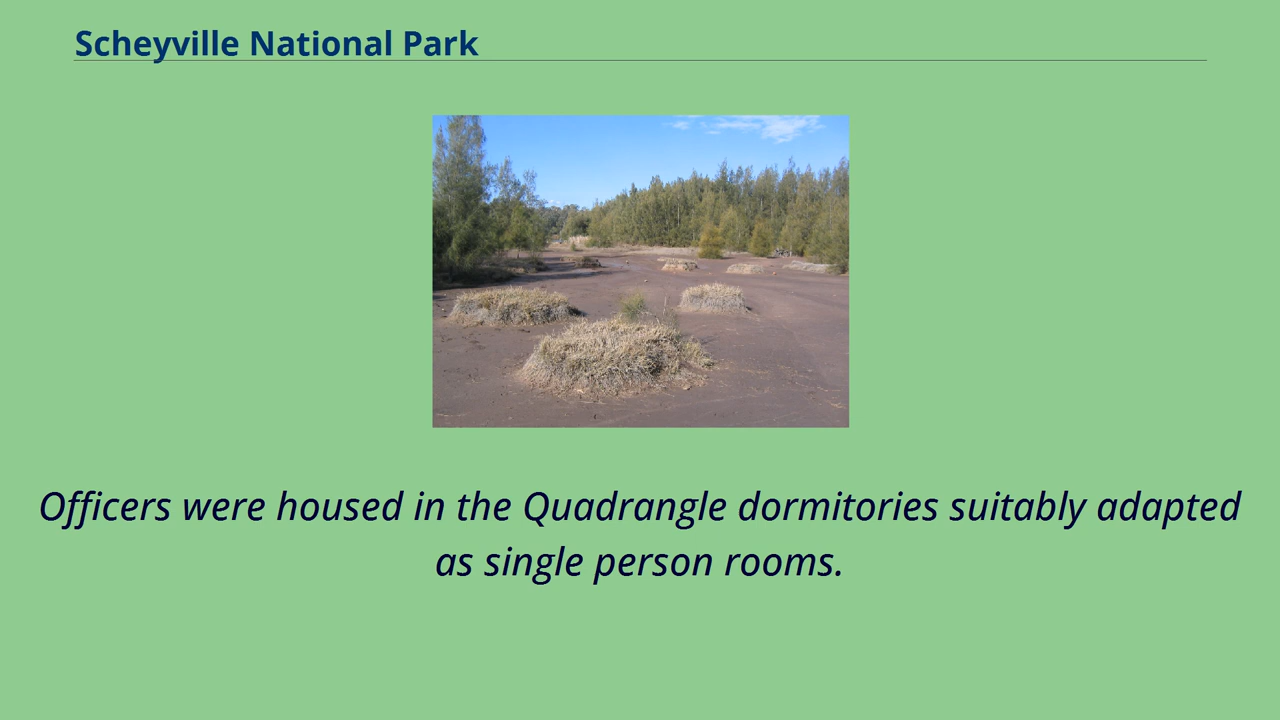 Scheyville National Park
Officers were housed in the Quadrangle dormitories suitably adapted
as single person rooms.